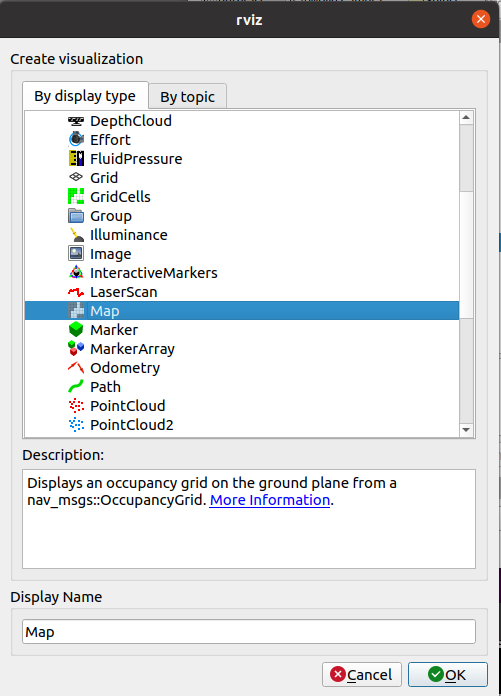 rviz
Create visualization
By display type
By topic
DepthCloud
Effort
FluidPressure
Grid
GridCells
Group
Illuminance
Image
InteractiveMarkers
LaserScan
Map
Marker
MarkerArray
Odometry
Path
PointCloud
PointCloud2
Description:
Displays an occupancy grid on the ground plane from a
nav_msgs::OccupancyGrid. More Information.
Display Name
Map
Cancel
OK